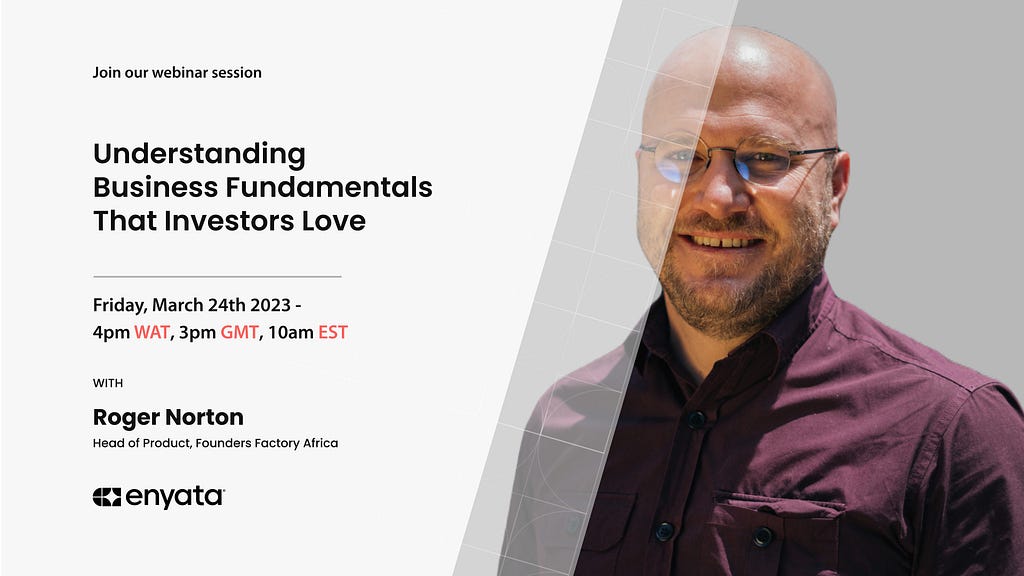 Join our webinar session
Understanding
Business Fundamentals
That Investors Love
Friday, March 24th 2023 -
4pm WAT, 3pm GMT, 10am EST
WITH
Roger Norton
Head of Product, Founders Factory Africa
enyata